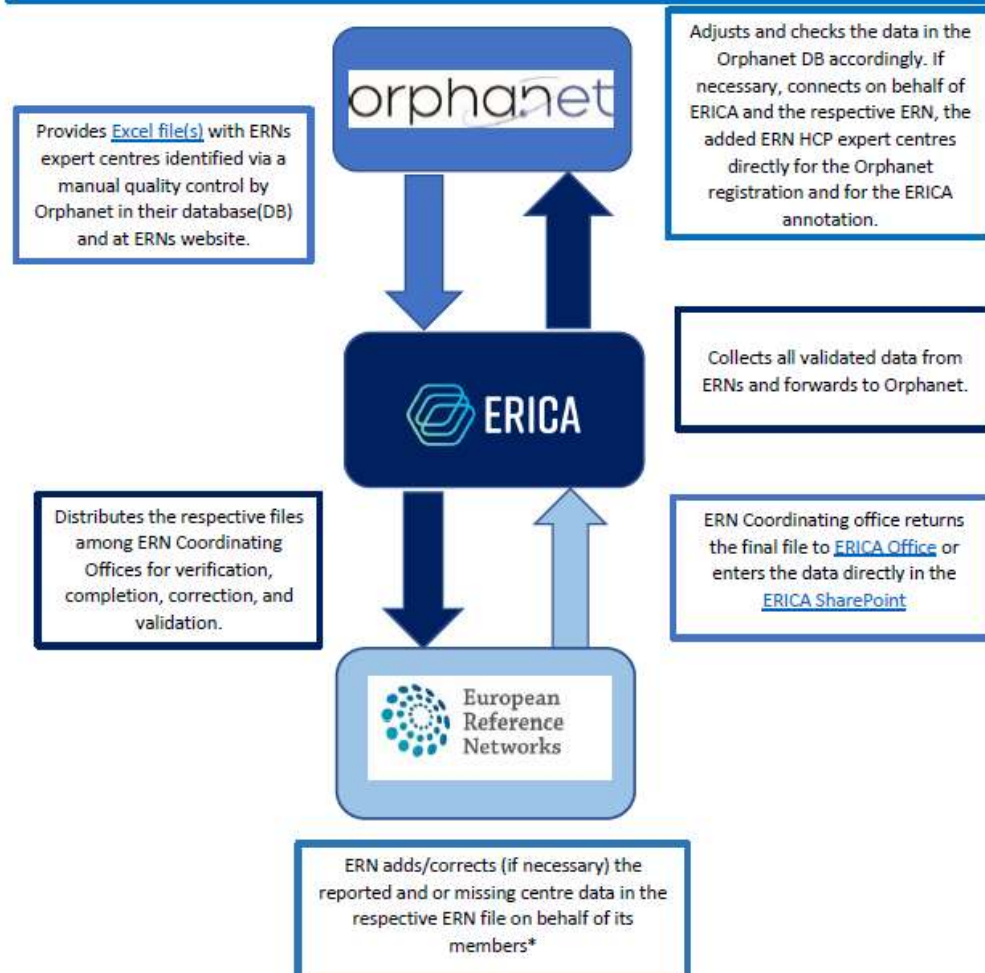 orphanet
Adjusts and checks the data in the
Orphanet DB accordingly. If
necessary, connects on behalf of
ERICA and the respective ERN, the
added ERN HCP expert centres
directly for the Orphanet
registration and for the ERICA
annotation.
Provides Excel file(s) with ERNs
expert centres identified via a
manual quality control by
Orphanet in their database(DB)
and at ERNs website.
ERICA
Collects all validated data from
ERNs and forwards to Orphanet.
Distributes the respective files
among ERN Coordinating
Offices for verification,
completion, correction, and
validation.
ERN Coordinating office returns
the final file to ERICA Office or
enters the data directly in the
ERICA SharePoint
European
Reference
Networks
ERN adds/corrects (if necessary) the
reported and or missing centre data in the
respective ERN file on behalf of its
members*